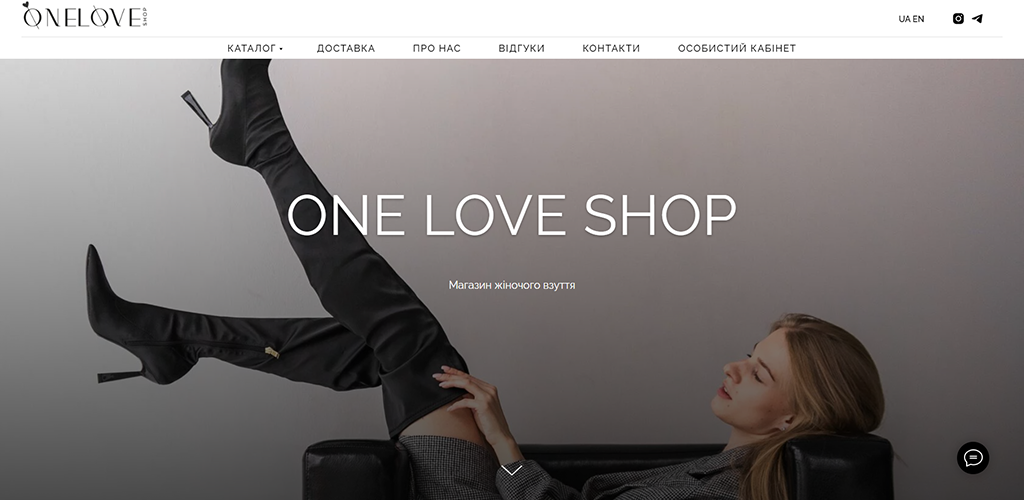 ONELOVE SHOP
UA EN
КАТАЛОГ ДОСТАВКА ПРО НАС ВІДГУКИ КОНТАКТИ ОСОБИСТИЙ КАБІНЕТ
ONE LOVE SHOP
Магазин жіночого взуття